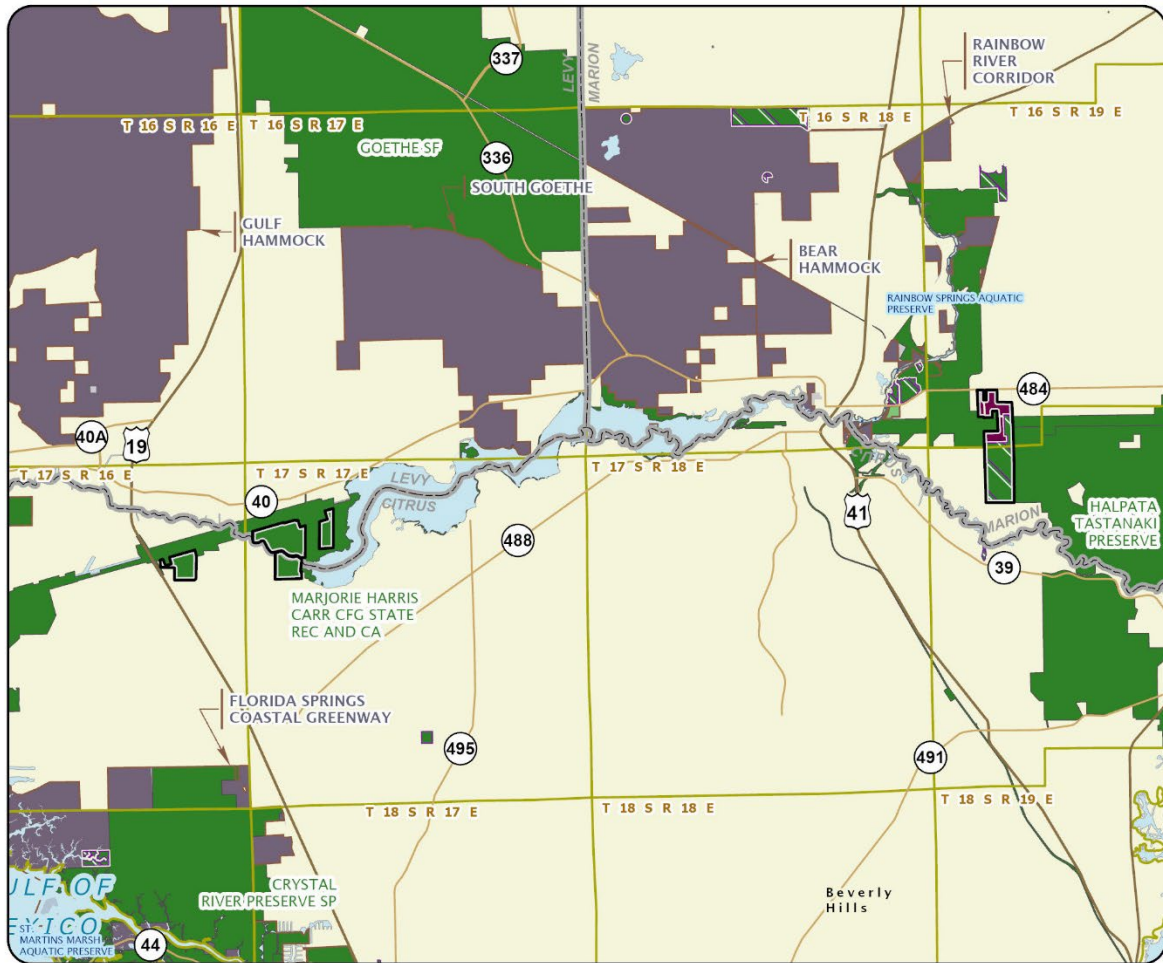 337
LEVY
MARION
RAINBOW
RIVER
CORRIDOR
T 16 S R 16 E
T 16 S R 17 E
T 16 S R 18 E
T 16 S R 19 E
GOETHE SF
336
SOUTH GOETHE
GULF
HAMMOCK
BEAR
HAMMOCK
RAINBOW SPRINGS AQUATIC
PRESERVE
484
40A
19
T 17 S R 16 E
T 17 S R 17 E
T 17 S R 18 E
LEVY
CITRUS
CITRUS
MARION
40
488
41
HALPATA
TASTANAKI
PRESERVE
39
MARJORIE HARRIS
CARR CFG STATE
REC AND CA
FLORIDA SPRINGS
COASTAL GREENWAY
495
491
T 18 S R 17 E
T 18 S R 18 E
T 18 S R 19 E
CRYSTAL
RIVER PRESERVE SP
Beverly
Hills
ULF OF
EXICO
ST.
MARTINS MARSH
AQUATIC PRESERVE
44